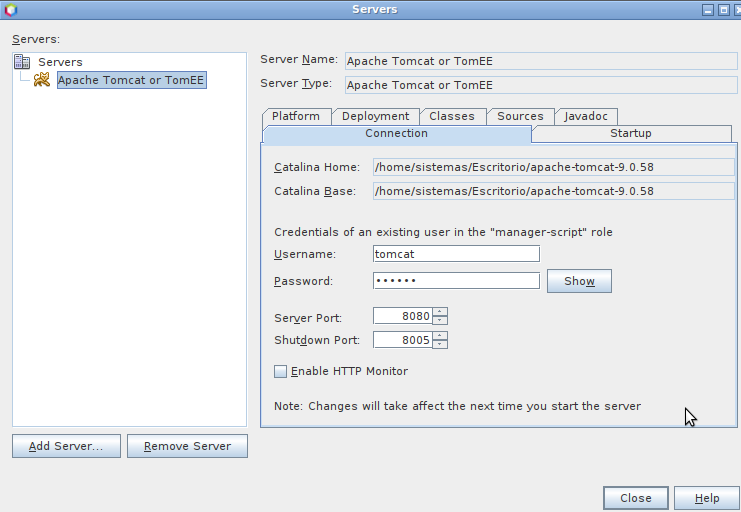 Servers
Servers:
Servers
Apache Tomcat or TomEE
Add Server...
Remove Server
Server Name: Apache Tomcat or TomEE
Server Type: Apache Tomcat or TomEE
Platform Deployment Classes Sources Javadoc
Connection Startup
Catalina Home: /home/sistemas/Escritorio/apache-tomcat-9.0.58
Catalina Base: /home/sistemas/Escritorio/apache-tomcat-9.0.58
Credentials of an existing user in the "manager-script" role
Username: tomcat
Password: •••••• Show
Server Port: 8080
Shutdown Port: 8005
Enable HTTP Monitor
Note: Changes will take affect the next time you start the server
Close Help